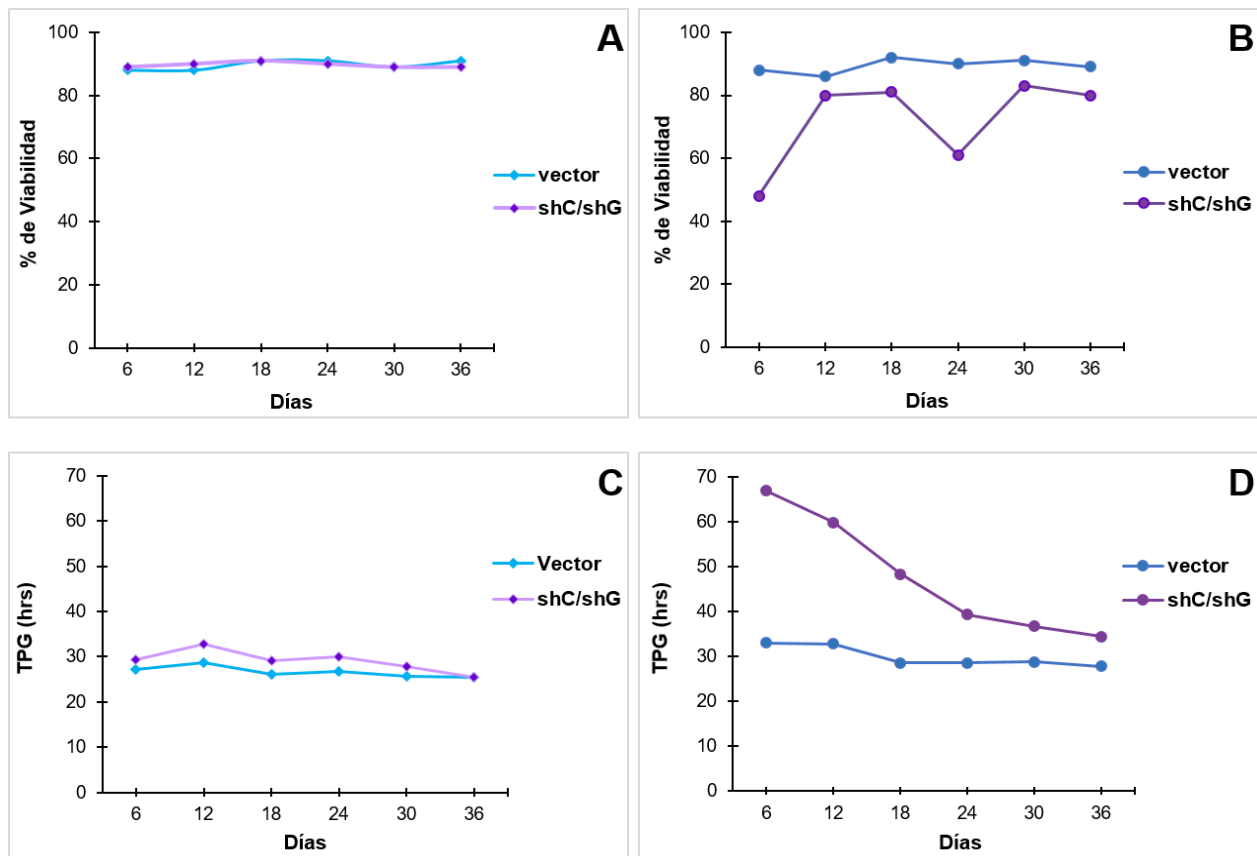 A
% de Viabilidad
100
80
60
40
20
0
6 12 18 24 30 36
Días
vector
shC/shG
B
% de Viabilidad
100
80
60
40
20
0
6 12 18 24 30 36
Días
vector
shC/shG
C
TPG (hrs)
70
60
50
40
30
20
10
0
6 12 18 24 30 36
Días
Vector
shC/shG
D
TPG (hrs)
70
60
50
40
30
20
10
0
6 12 18 24 30 36
Días
vector
shC/shG